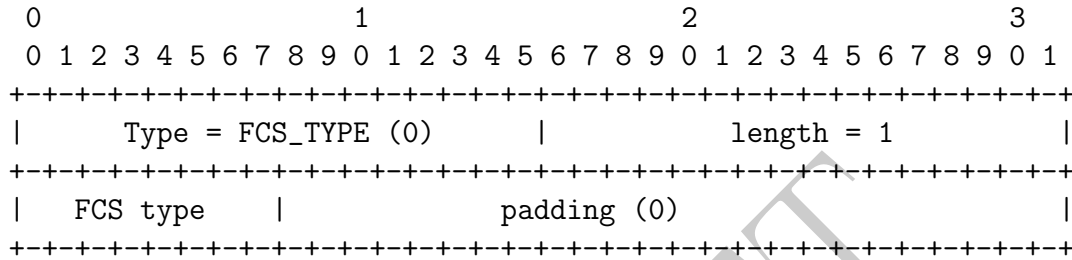 0                   1                   2                   3
 0 1 2 3 4 5 6 7 8 9 0 1 2 3 4 5 6 7 8 9 0 1 2 3 4 5 6 7 8 9 0 1
+-+-+-+-+-+-+-+-+-+-+-+-+-+-+-+-+-+-+-+-+-+-+-+-+-+-+-+-+-+-+-+-+
|      Type = FCS_TYPE (0)      |           length = 1          |
+-+-+-+-+-+-+-+-+-+-+-+-+-+-+-+-+-+-+-+-+-+-+-+-+-+-+-+-+-+-+-+-+
|   FCS type    |             padding (0)                       |
+-+-+-+-+-+-+-+-+-+-+-+-+-+-+-+-+-+-+-+-+-+-+-+-+-+-+-+-+-+-+-+-+